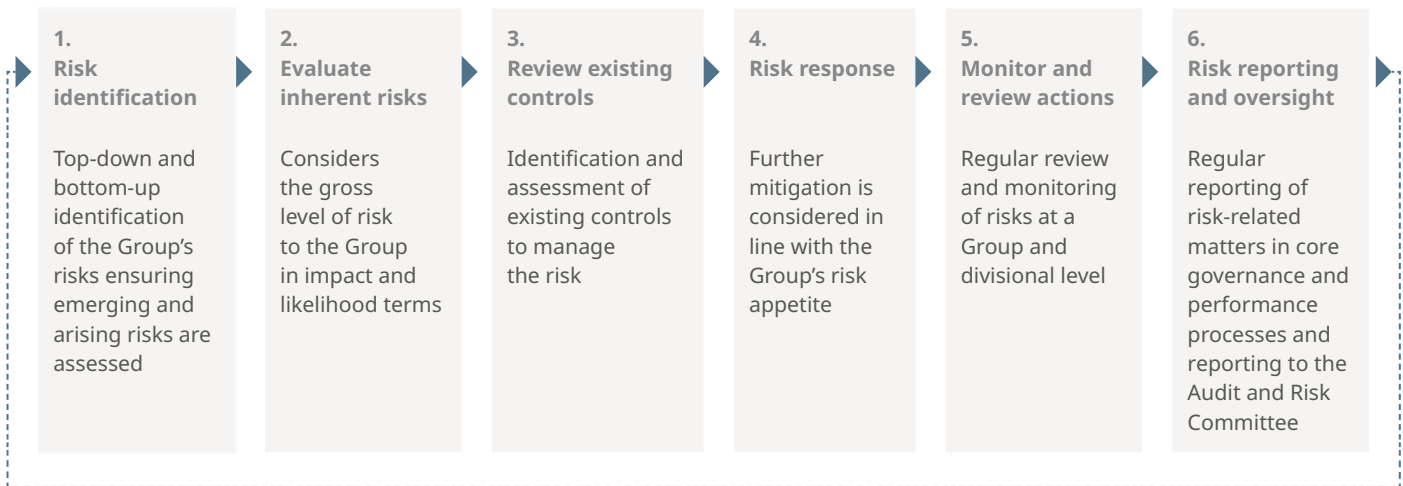 1.
Risk
identification
Top-down and
bottom-up
identification
of the Group’s
risks ensuring
emerging and
arising risks are
assessed
2.
Evaluate
inherent risks
Considers
the gross
level of risk
to the Group
in impact and
likelihood terms
3.
Review existing
controls
Identification and
assessment of
existing controls
to manage
the risk
4.
Risk response
Further
mitigation is
considered in
line with the
Group’s risk
appetite
5.
Monitor and
review actions
Regular review
and monitoring
of risks at a
Group and
divisional level
6.
Risk reporting
and oversight
Regular
reporting of
risk-related
matters in core
governance and
performance
processes and
reporting to the
Audit and Risk
Committee